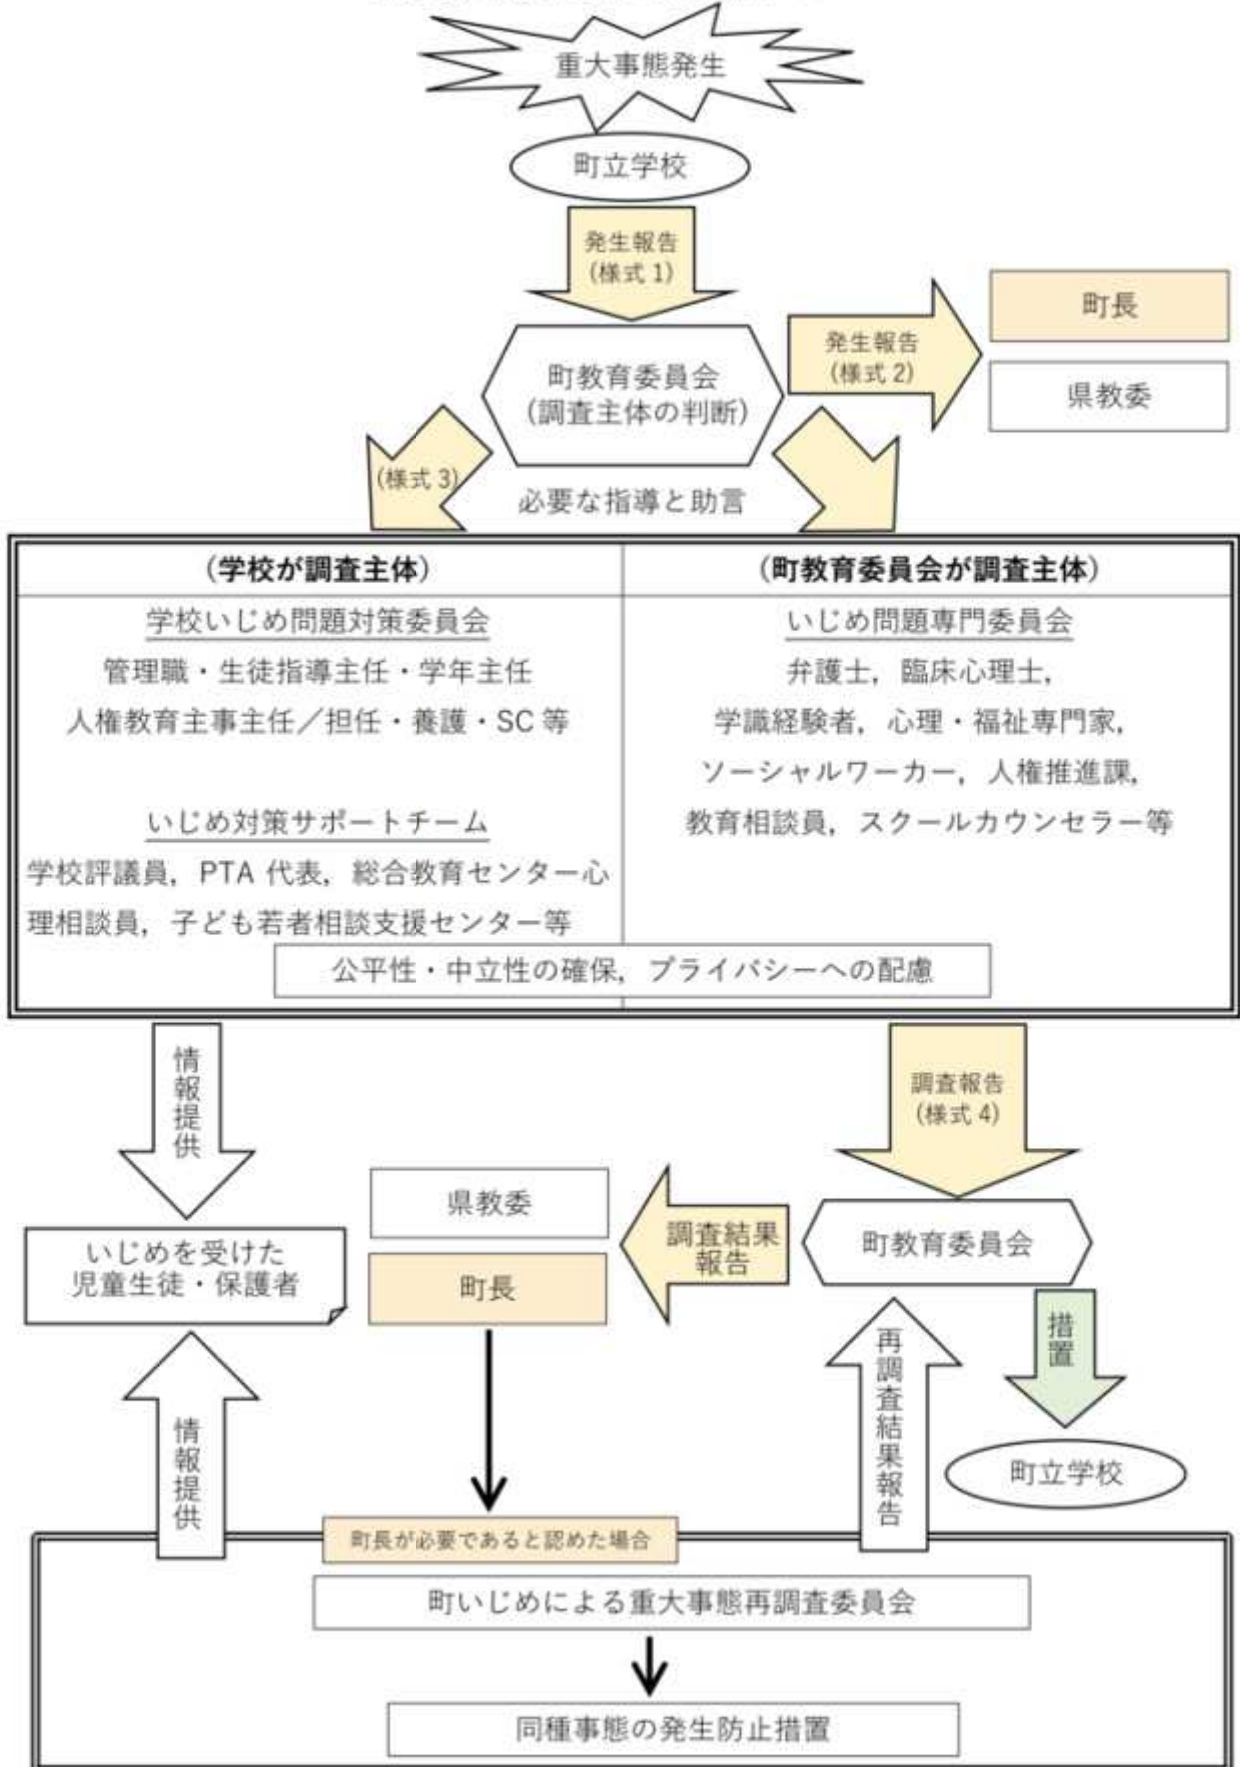 重大事態発生
町立学校
発生報告
(様式 1)
町長
発生報告
(様式 2)
県教委
町教育委員会
(調査主体の判断)
(様式 3)
必要な指導と助言
(学校が調査主体)
学校いじめ問題対策委員会
管理職・生徒指導主任・学年主任
人権教育主事主任／担任・養護・SC 等
いじめ対策サポートチーム
学校評議員，PTA 代表，総合教育センター心
理相談員，子ども若者相談支援センター等
(町教育委員会が調査主体)
いじめ問題専門委員会
弁護士，臨床心理士，
学識経験者，心理・福祉専門家，
ソーシャルワーカー，人権推進課，
教育相談員，スクールカウンセラー等
公平性・中立性の確保，プライバシーへの配慮
情報提供
調査報告
(様式 4)
いじめを受けた
児童生徒・保護者
県教委
町長
調査結果
報告
町教育委員会
措置
町立学校
再調査結果報告
情報提供
町長が必要であると認めた場合
町いじめによる重大事態再調査委員会
同種事態の発生防止措置